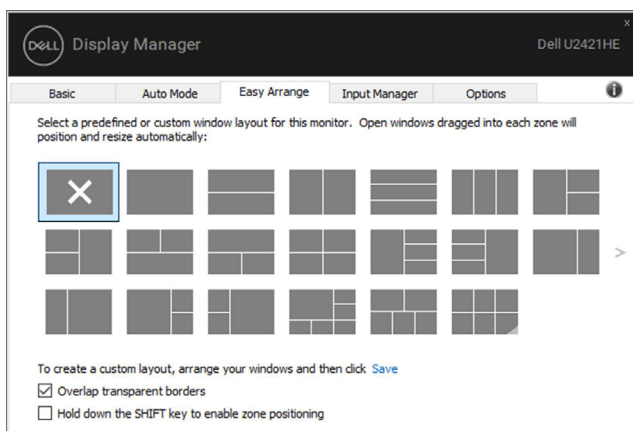 x
DELL Display Manager Dell U2421HE
Basic Auto Mode Easy Arrange Input Manager Options
Select a predefined or custom window layout for this monitor. Open windows dragged into each zone will
position and resize automatically:
>
To create a custom layout, arrange your windows and then click Save
Overlap transparent borders
Hold down the SHIFT key to enable zone positioning